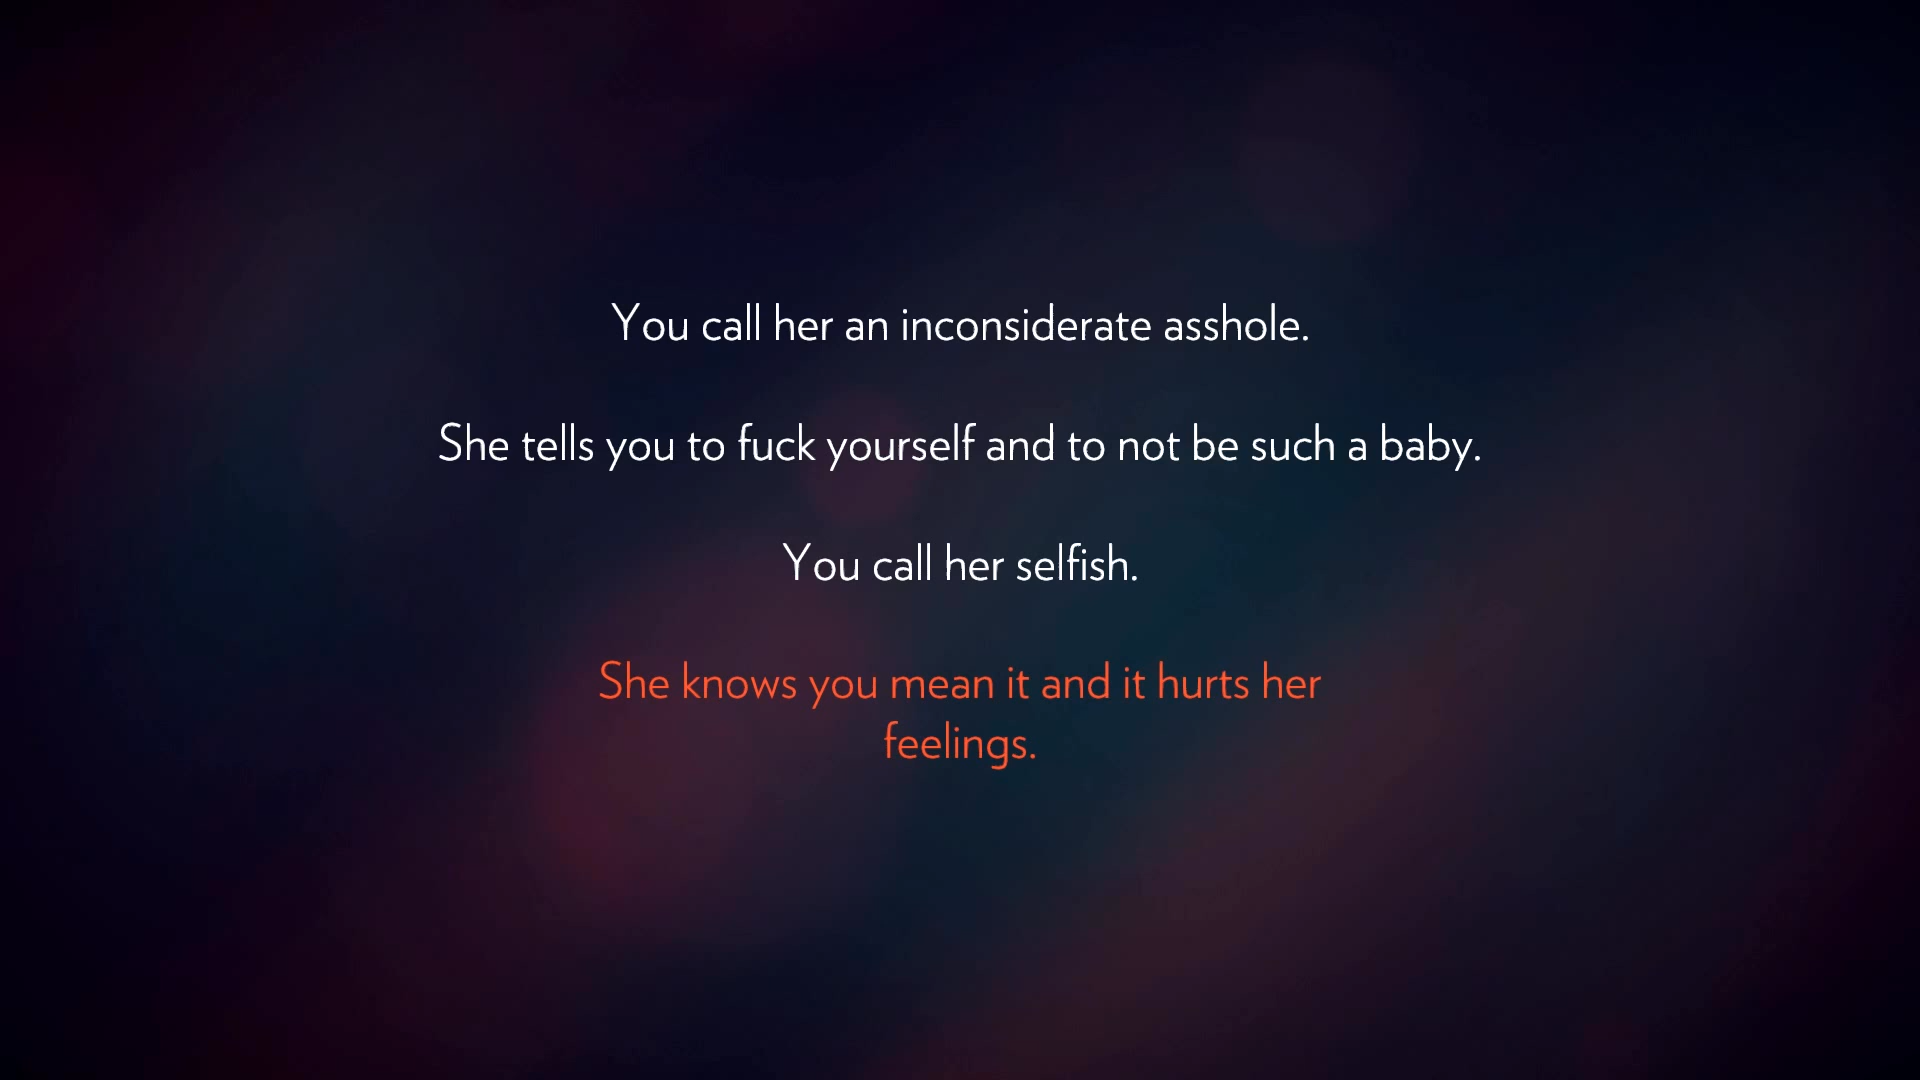 You call her an inconsiderate asshole.
She tells you to fuck yourself and to not be such a baby.
You call her selfish.
She knows you mean it and it hurts her
feelings.